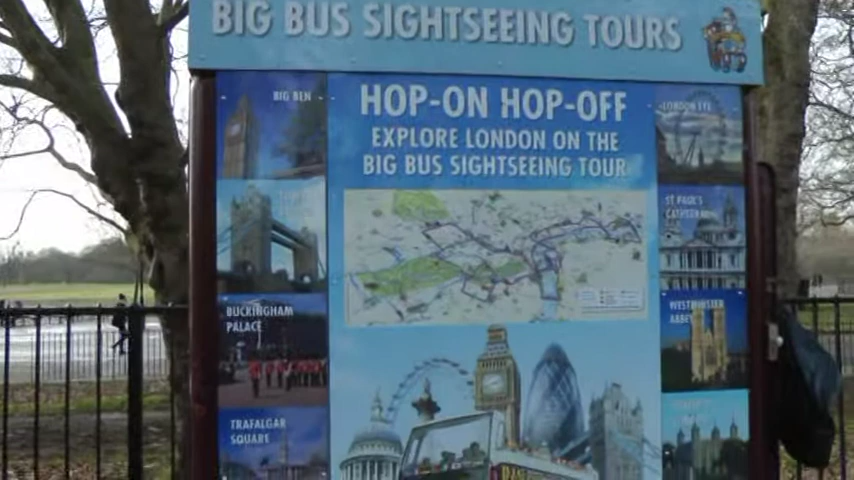 BIG BUS SIGHTSEEING TOURS
BIG BEN
HOP-ON HOP-OFF
EXPLORE LONDON ON THE
BIG BUS SIGHTSEEING TOUR
LONDON EYE
ST PAUL'S
CATHEDRAL
BUCKINGHAM
PALACE
WESTMINSTER
ABBEY
TRAFALGAR
SQUARE